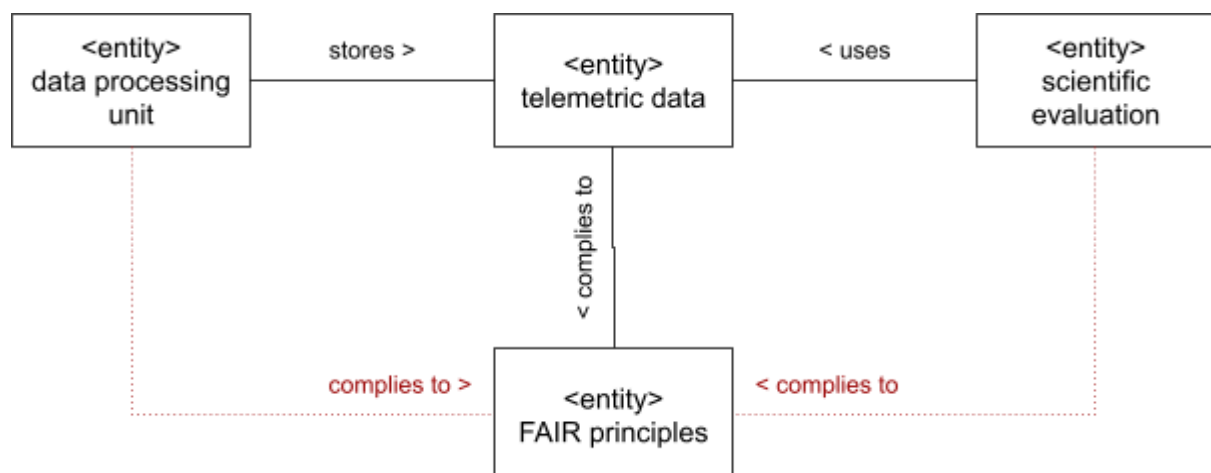 <entity>
data processing
unit
stores >
<entity>
telemetric data
< uses
<entity>
scientific
evaluation
< complies to
complies to >
<entity>
FAIR principles
< complies to